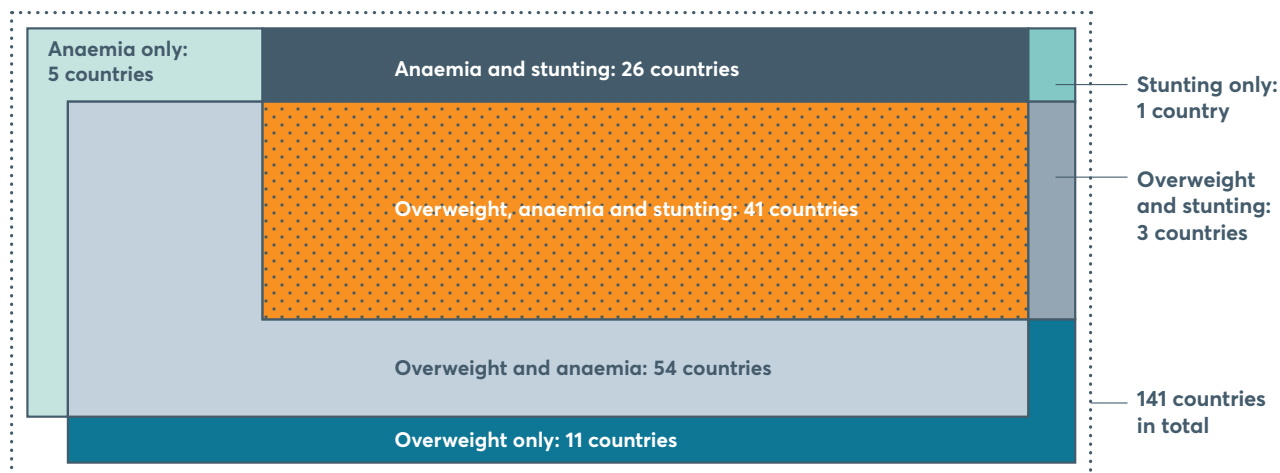 Anaemia only:
5 countries
Anaemia and stunting: 26 countries
Stunting only:
1 country
Overweight
and stunting:
3 countries
Overweight, anaemia and stunting: 41 countries
Overweight and anaemia: 54 countries
141 countries
in total
Overweight only: 11 countries